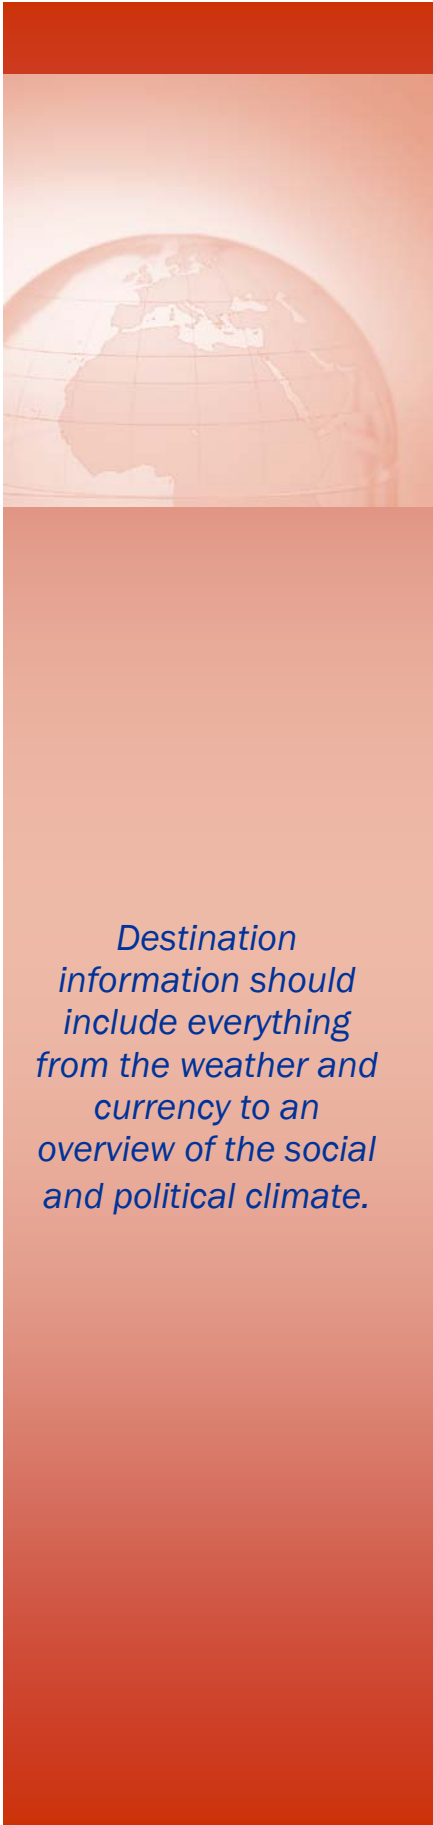 Destination
information should
include everything
from the weather and
currency to an
overview of the social
and political climate.